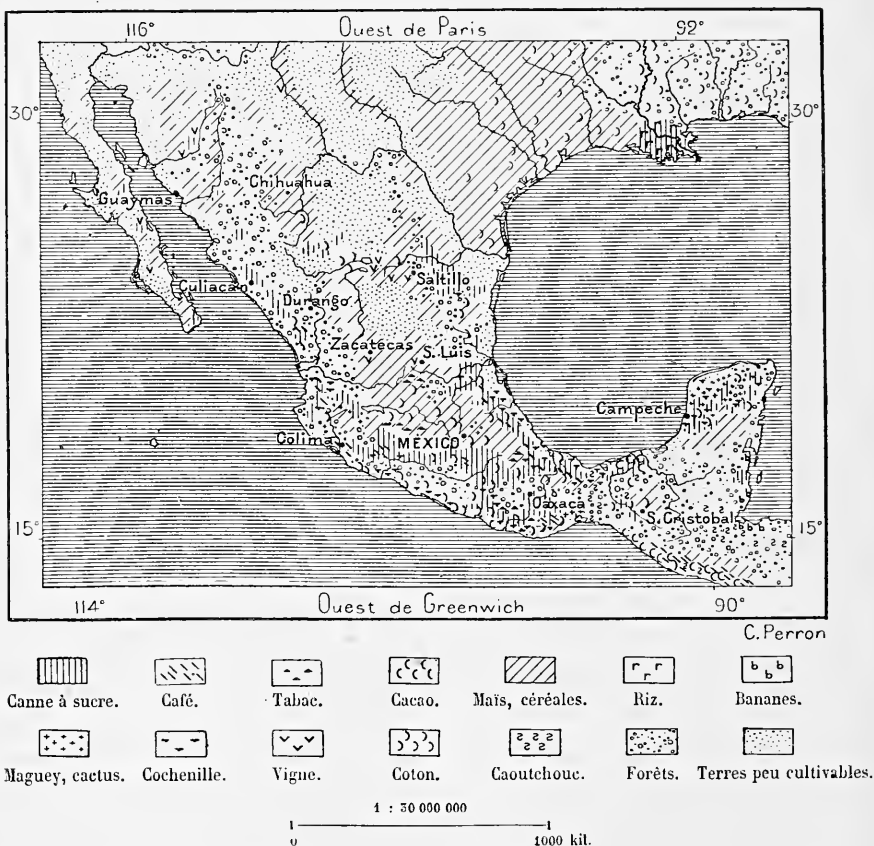 116° Ouest de Paris 92°
30° 30°
Chihuahua
Guaymas
Culiacao Saltillo
Durango
Zacatecas
S. Luis
Campeche
Colima MEXICO
Oaxaca
S. Cristobal
15° 15°
114° Ouest de Greenwich 90°
C. Perron
Canne à sucre. Café. Tabac. Cacao. Maïs, céréales. Riz. Bananes.
Maguey, cactus. Cochenille. Vigne. Coton. Caoutchouc. Forêts. Terres peu cultivables.
1 : 30 000 000
0 1000 kil.